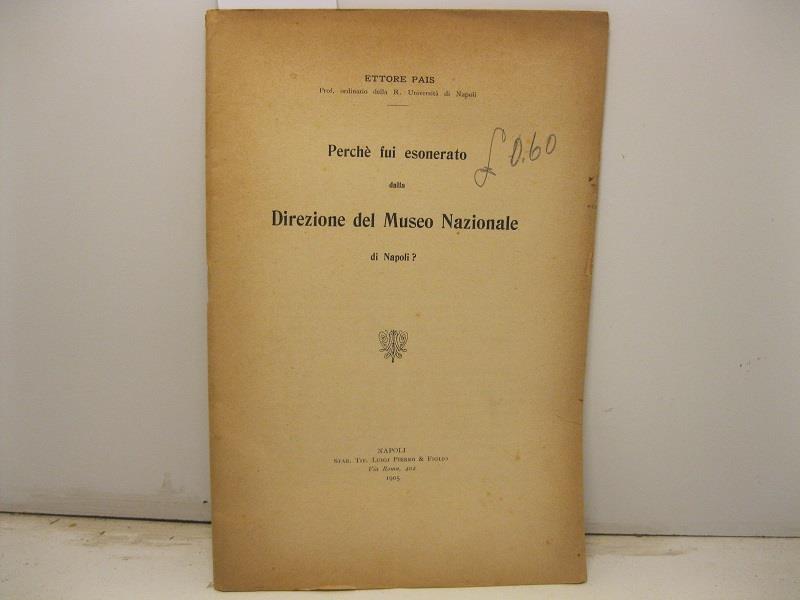 ETTORE PAIS
Prof. ordinario della R. Università di Napoli
Perchè fui esonerato
dalla
Direzione del Museo Nazionale
di Napoli?
£ 0.60
NAPOLI
STAB. TIP. LUIGI PIERRO & FIGLIO
Via Roma, 402
1905